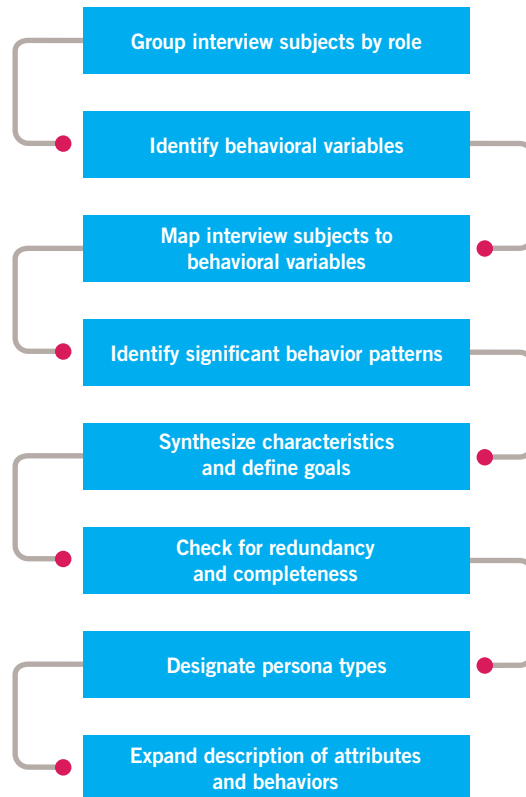 Group interview subjects by role
Identify behavioral variables
Map interview subjects to
behavioral variables
Identify significant behavior patterns
Synthesize characteristics
and define goals
Check for redundancy
and completeness
Designate persona types
Expand description of attributes
and behaviors